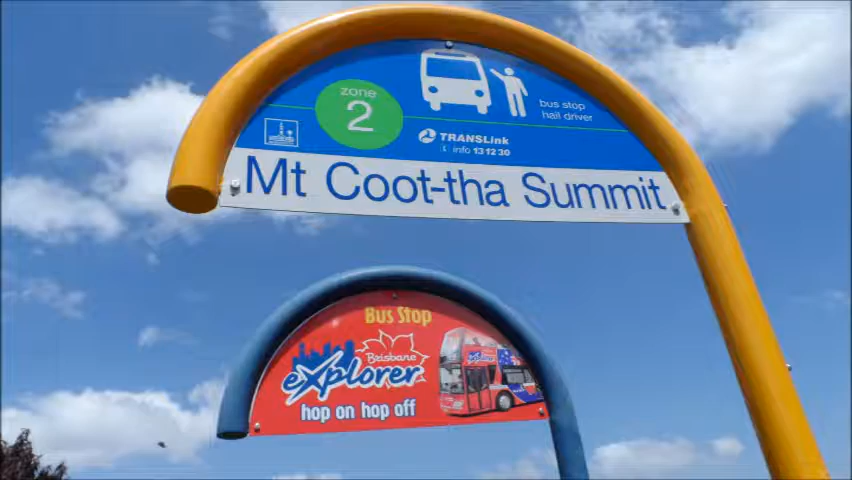 zone
2
bus stop
hail driver
TRANSLink
info 13 12 30
Mt Coot-tha Summit
Bus Stop
Brisbane
eXplorer
hop on hop off